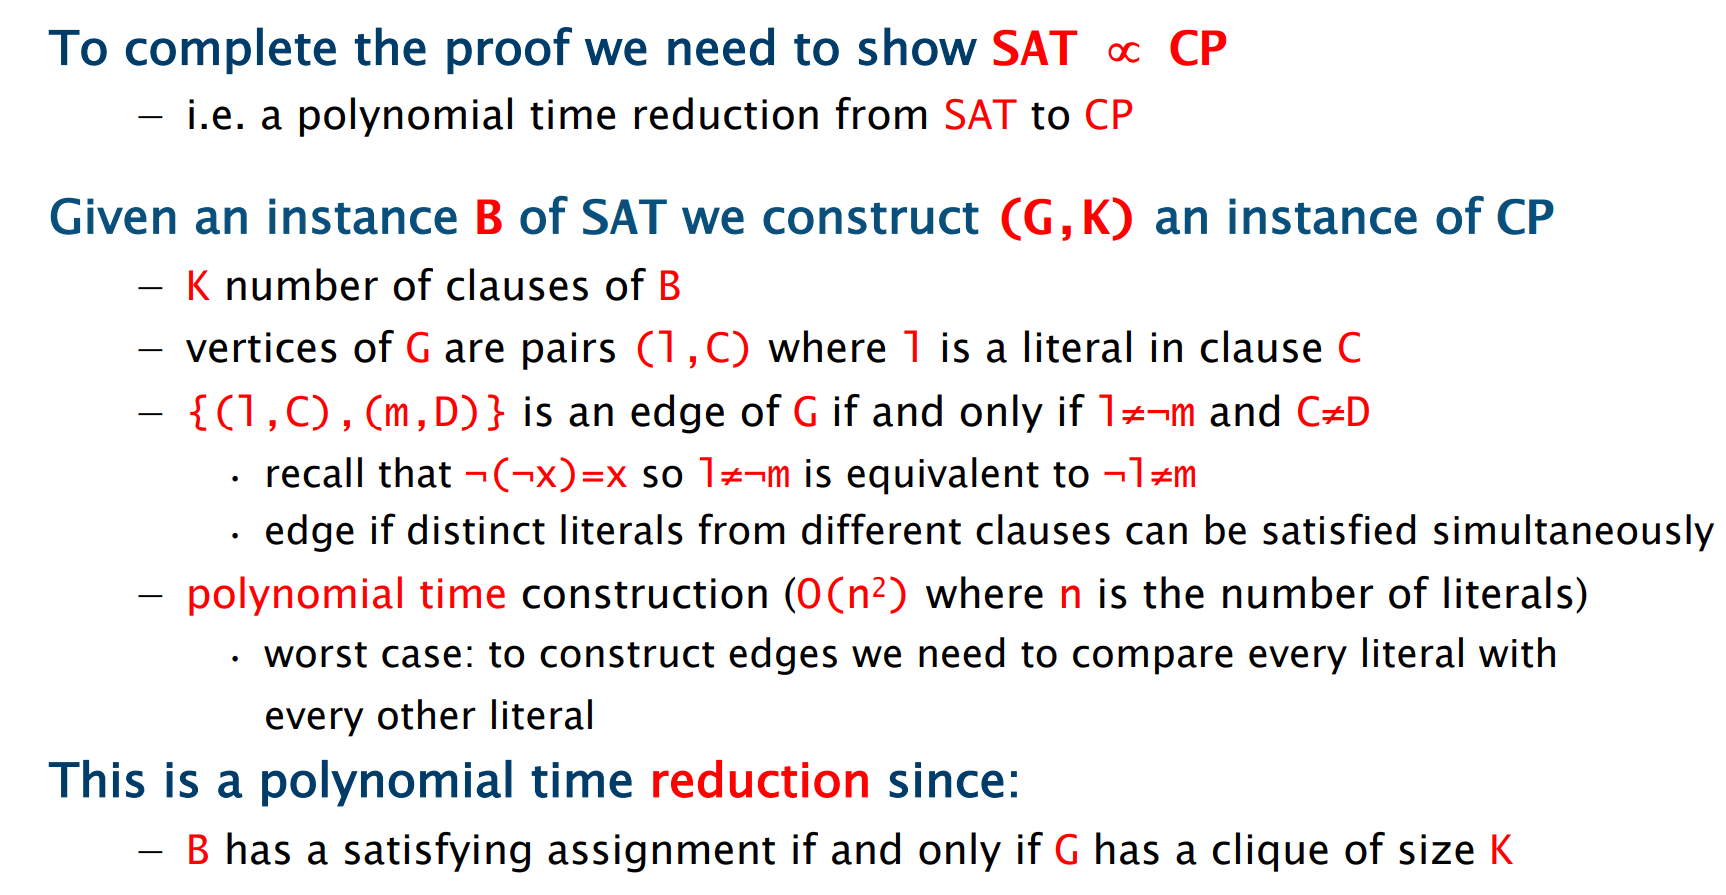 To complete the proof we need to show SAT ∝ CP
– i.e. a polynomial time reduction from SAT to CP
Given an instance B of SAT we construct (G,K) an instance of CP
– K number of clauses of B
– vertices of G are pairs (l,C) where l is a literal in clause C
– {(l,C),(m,D)} is an edge of G if and only if l≠¬m and C≠D
· recall that ¬(¬x)=x so l≠¬m is equivalent to ¬l≠m
· edge if distinct literals from different clauses can be satisfied simultaneously
– polynomial time construction (O(n²) where n is the number of literals)
· worst case: to construct edges we need to compare every literal with
every other literal
This is a polynomial time reduction since:
– B has a satisfying assignment if and only if G has a clique of size K